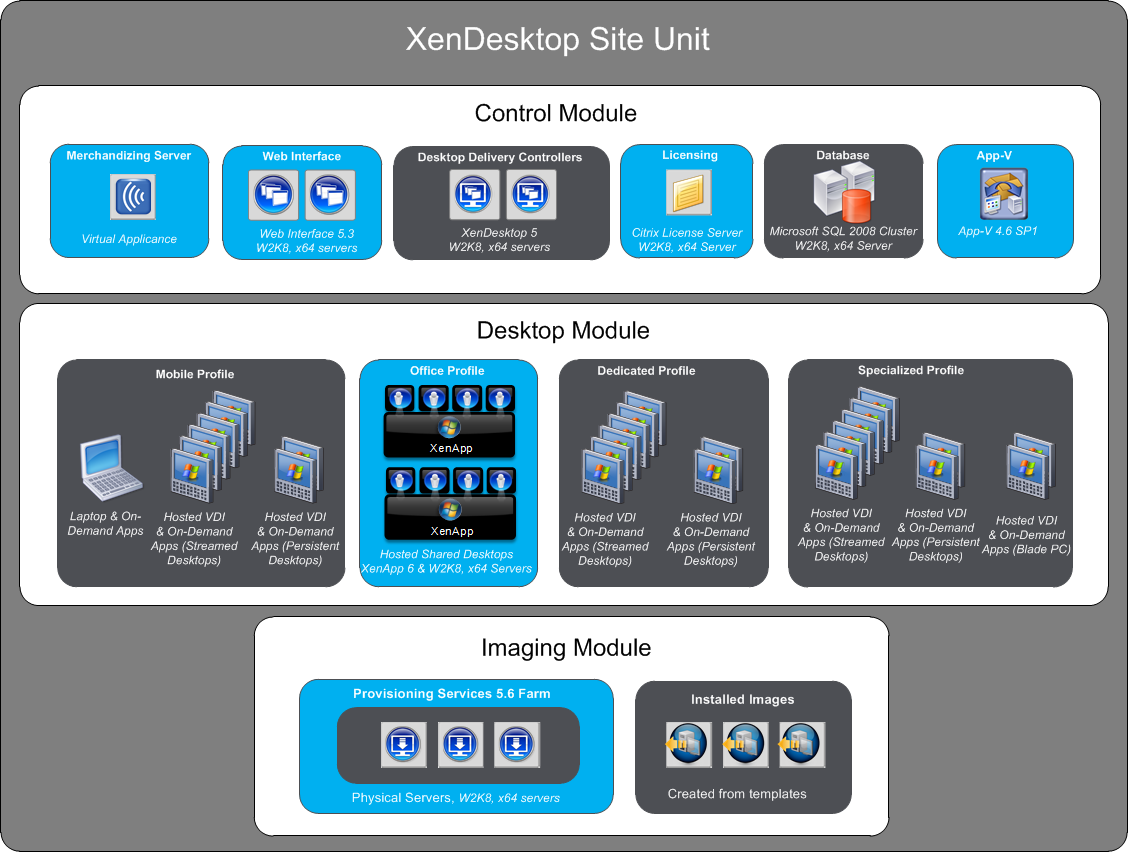 XenDesktop Site Unit
Control Module
Merchandizing Server
Virtual Applicance
Web Interface
Web Interface 5.3
W2K8, x64 servers
Desktop Delivery Controllers
XenDesktop 5
W2K8, x64 servers
Licensing
Citrix License Server
W2K8, x64 Server
Database
Microsoft SQL 2008 Cluster
W2K8, x64 Server
App-V
App-V 4.6 SP1
Desktop Module
Mobile Profile
Laptop & On-
Demand Apps
Hosted VDI
& On-Demand
Apps (Streamed
Desktops)
Hosted VDI
& On-Demand
Apps (Persistent
Desktops)
Office Profile
XenApp
XenApp
Hosted Shared Desktops
XenApp 6 & W2K8, x64 Servers
Dedicated Profile
Hosted VDI
& On-Demand
Apps (Streamed
Desktops)
Hosted VDI
& On-Demand
Apps (Persistent
Desktops)
Specialized Profile
Hosted VDI
& On-Demand
Apps (Streamed
Desktops)
Hosted VDI
& On-Demand
Apps (Persistent
Desktops)
Hosted VDI
& On-Demand
Apps (Blade PC)
Imaging Module
Provisioning Services 5.6 Farm
Physical Servers, W2K8, x64 servers
Installed Images
Created from templates